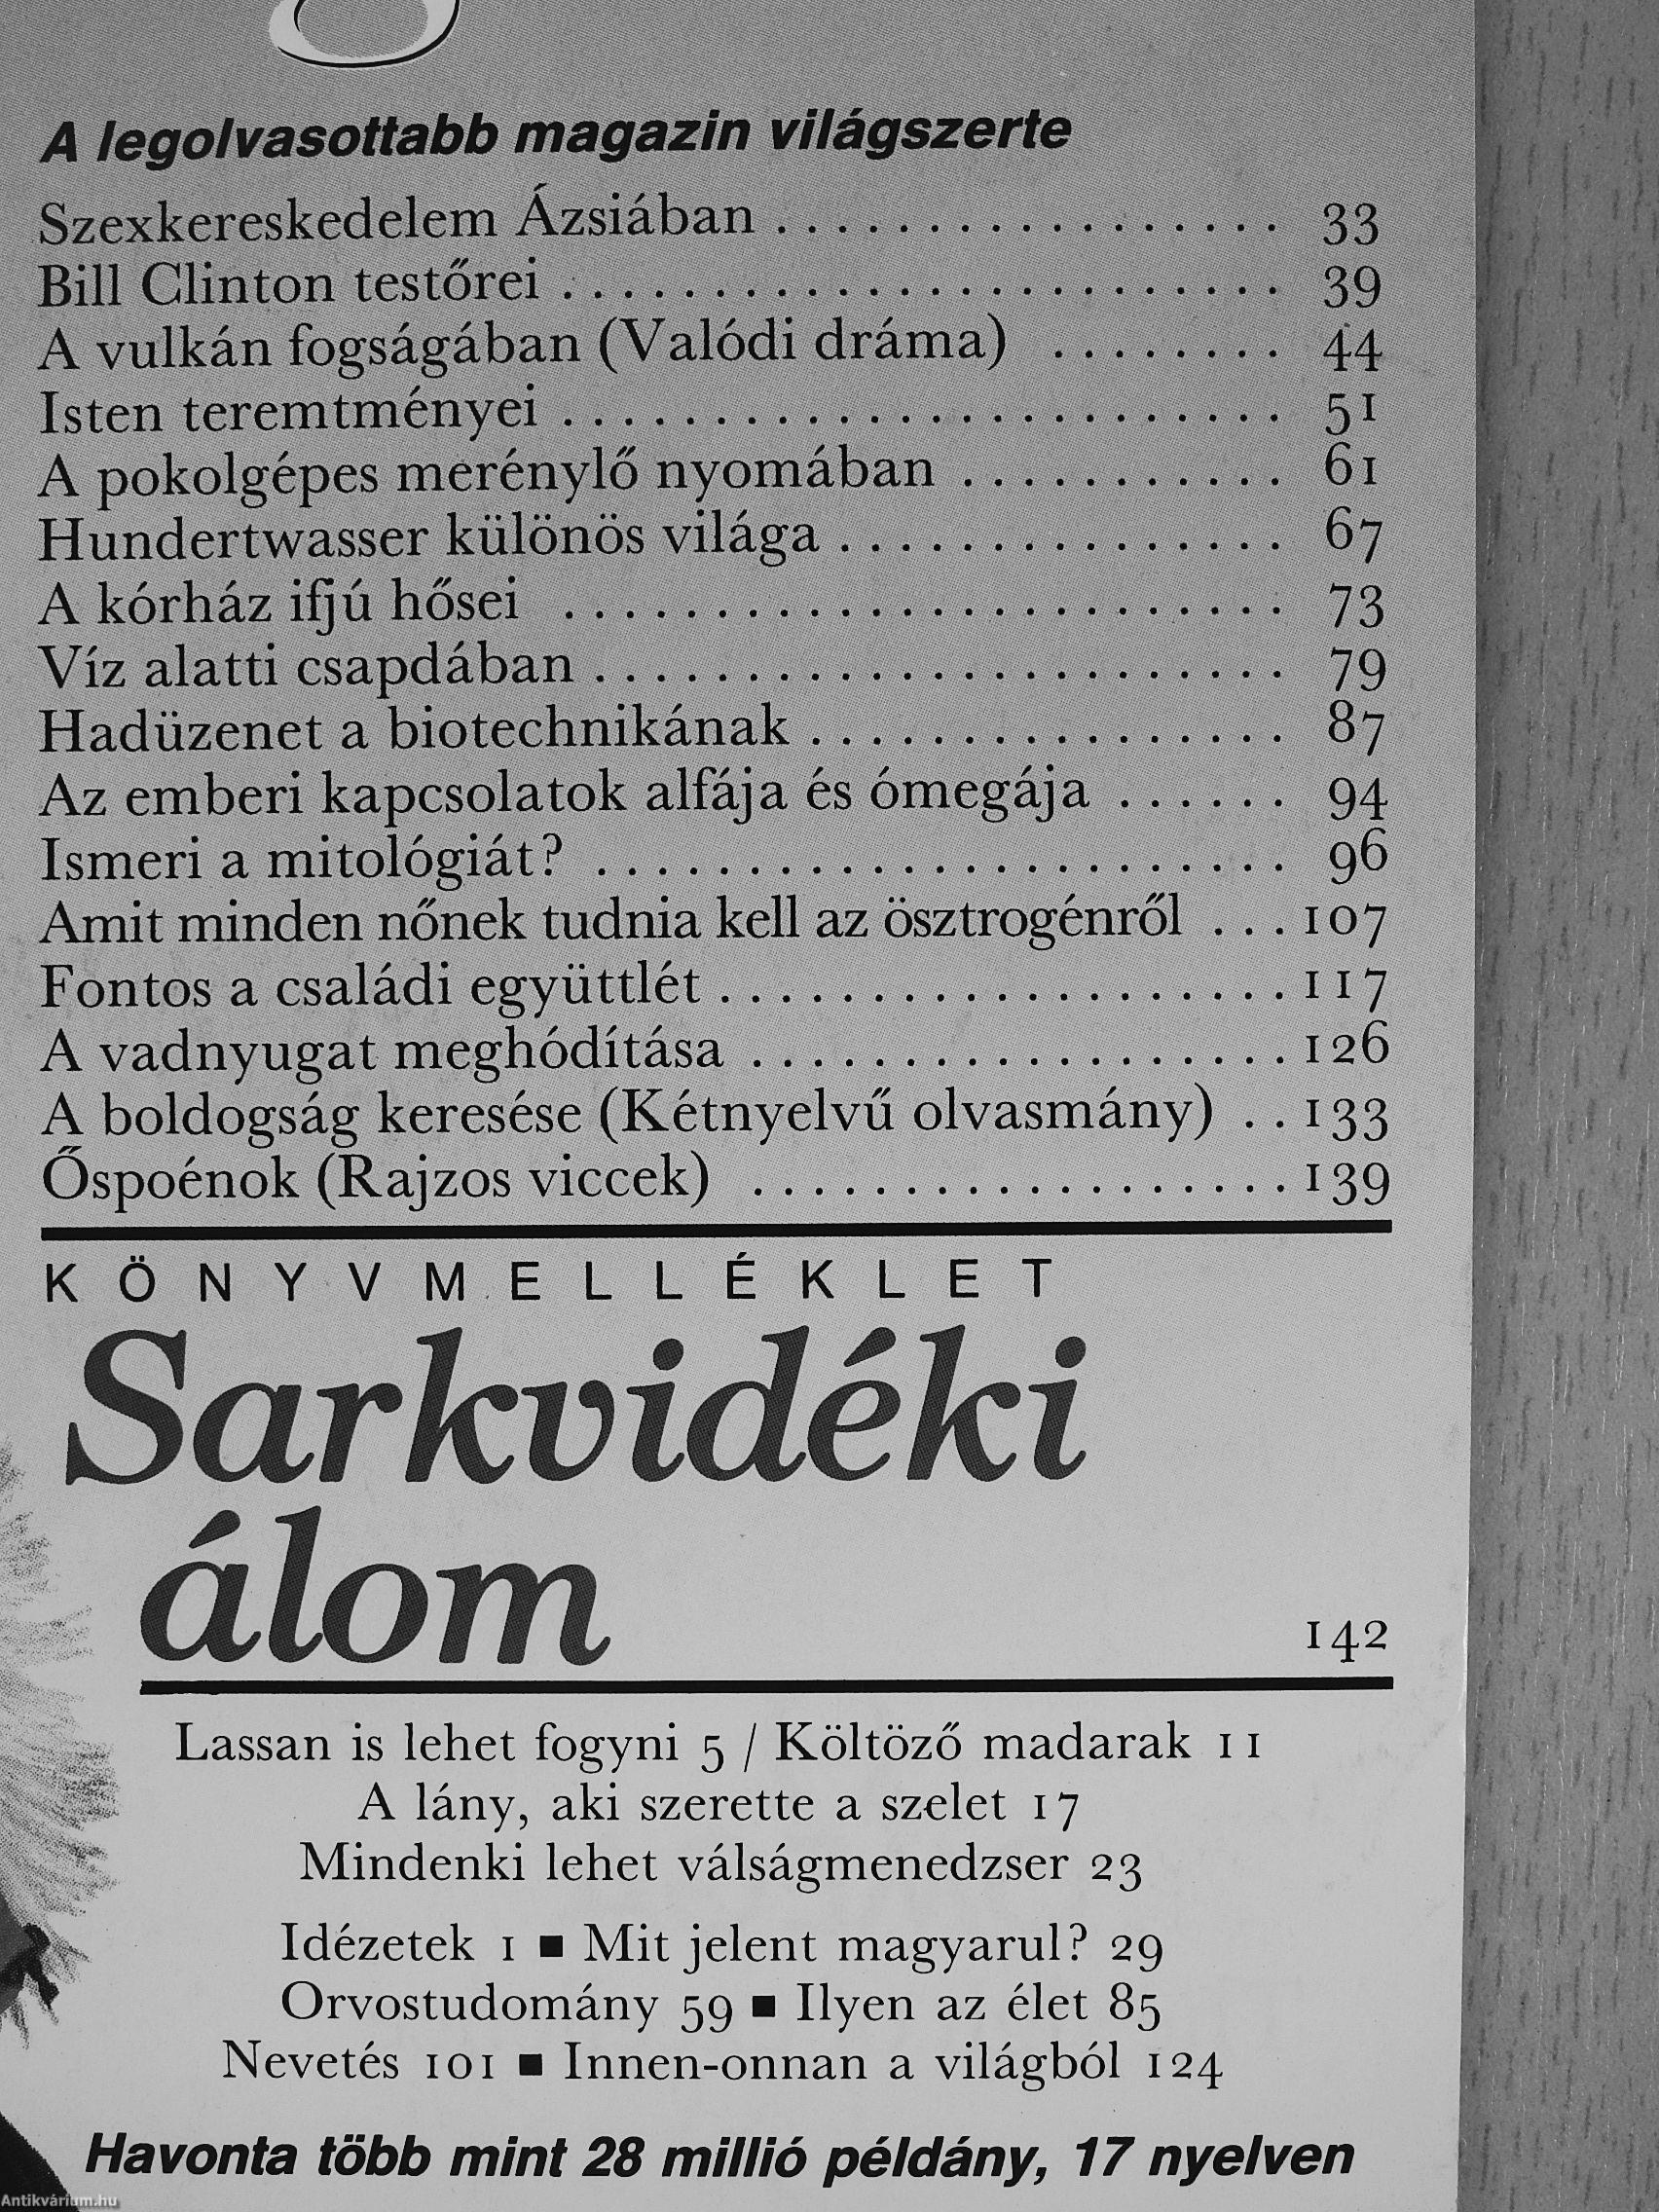 A legolvasottabb magazin világszerte
Szexkereskedelem Ázsiában . . . . . . . . . . . . . . . . . 33
Bill Clinton testőrei . . . . . . . . . . . . . . . . . . . . . . . . 39
A vulkán fogságában (Valódi dráma) . . . . . . . . 44
Isten teremtményei . . . . . . . . . . . . . . . . . . . . . . . . 51
A pokolgépes merénylő nyomában . . . . . . . . . . . 61
Hundertwasser különös világa . . . . . . . . . . . . . . . 67
A kórház ifjú hősei . . . . . . . . . . . . . . . . . . . . . . . . 73
Víz alatti csapdában . . . . . . . . . . . . . . . . . . . . . . . 79
Hadüzenet a biotechnikának . . . . . . . . . . . . . . . . 87
Az emberi kapcsolatok alfája és ómegája . . . . . . 94
Ismeri a mitológiát? . . . . . . . . . . . . . . . . . . . . . . . 96
Amit minden nőnek tudnia kell az ösztrogénről . . . 107
Fontos a családi együttlét . . . . . . . . . . . . . . . . . . . 117
A vadnyugat meghódítása . . . . . . . . . . . . . . . . . . 126
A boldogság keresése (Kétnyelvű olvasmány) . . 133
Őspoénok (Rajzos viccek) . . . . . . . . . . . . . . . . . . 139
KÖNYVMELLÉKLET
Sarkvidéki
álom 142
Lassan is lehet fogyni 5 / Költöző madarak 11
A lány, aki szerette a szelet 17
Mindenki lehet válságmenedzser 23
Idézetek 1 ■ Mit jelent magyarul? 29
Orvostudomány 59 ■ Ilyen az élet 85
Nevetés 101 ■ Innen-onnan a világból 124
Havonta több mint 28 millió példány, 17 nyelven
Antikvárium.hu